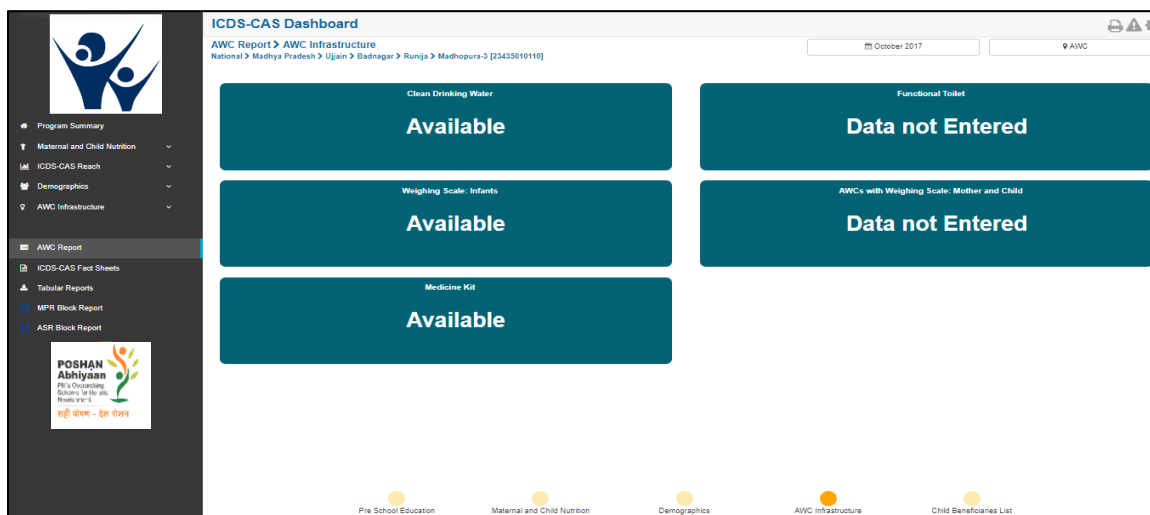 ICDS-CAS Dashboard
AWC Report > AWC Infrastructure
National > Madhya Pradesh > Ujjain > Badnagar > Runija > Madhopura-3 [23435010110]
October 2017
AWC
Program Summary
Maternal and Child Nutrition
ICDS-CAS Reach
Demographics
AWC Infrastructure
AWC Report
ICDS-CAS Fact Sheets
Tabular Reports
MPR Block Report
ASR Block Report
POSHAN
Abhiyaan
PM's Overarching
सही पोषण - देश रोशन
Clean Drinking Water
Available
Functional Toilet
Data not Entered
Weighing Scale: Infants
Available
AWCs with Weighing Scale: Mother and Child
Data not Entered
Medicine Kit
Available
Pre School Education
Maternal and Child Nutrition
Demographics
AWC Infrastructure
Child Beneficiaries List